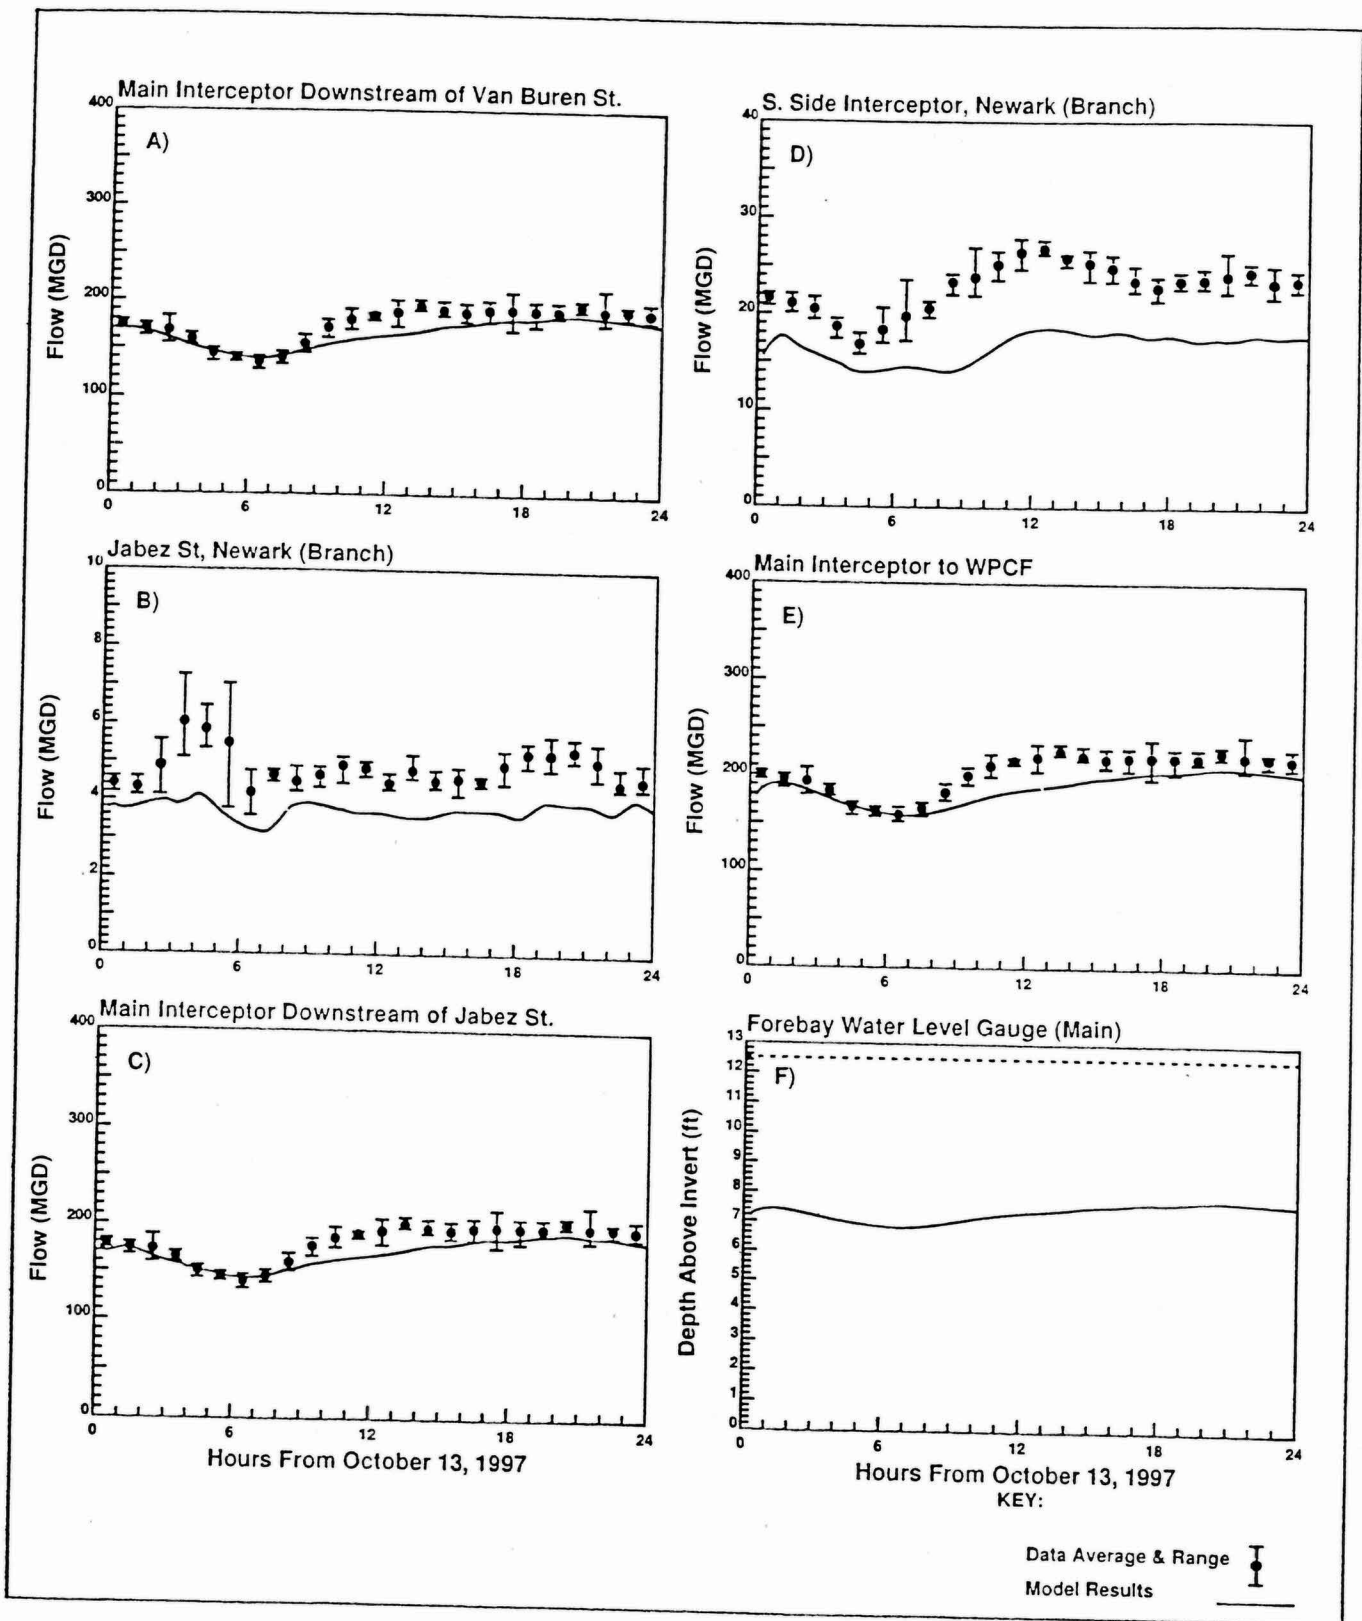 Main Interceptor Downstream of Van Buren St.
A)
400
300
200
100
0
Flow (MGD)
0 6 12 18 24
Jabez St, Newark (Branch)
B)
10
8
6
4
2
0
Flow (MGD)
0 6 12 18 24
Main Interceptor Downstream of Jabez St.
C)
400
300
200
100
0
Flow (MGD)
0 6 12 18 24
Hours From October 13, 1997
S. Side Interceptor, Newark (Branch)
D)
40
30
20
10
0
Flow (MGD)
0 6 12 18 24
Main Interceptor to WPCF
E)
400
300
200
100
0
Flow (MGD)
0 6 12 18 24
Forebay Water Level Gauge (Main)
F)
13
12
11
10
9
8
7
6
5
4
3
2
1
0
Depth Above Invert (ft)
0 6 12 18 24
Hours From October 13, 1997
KEY:
Data Average & Range
Model Results